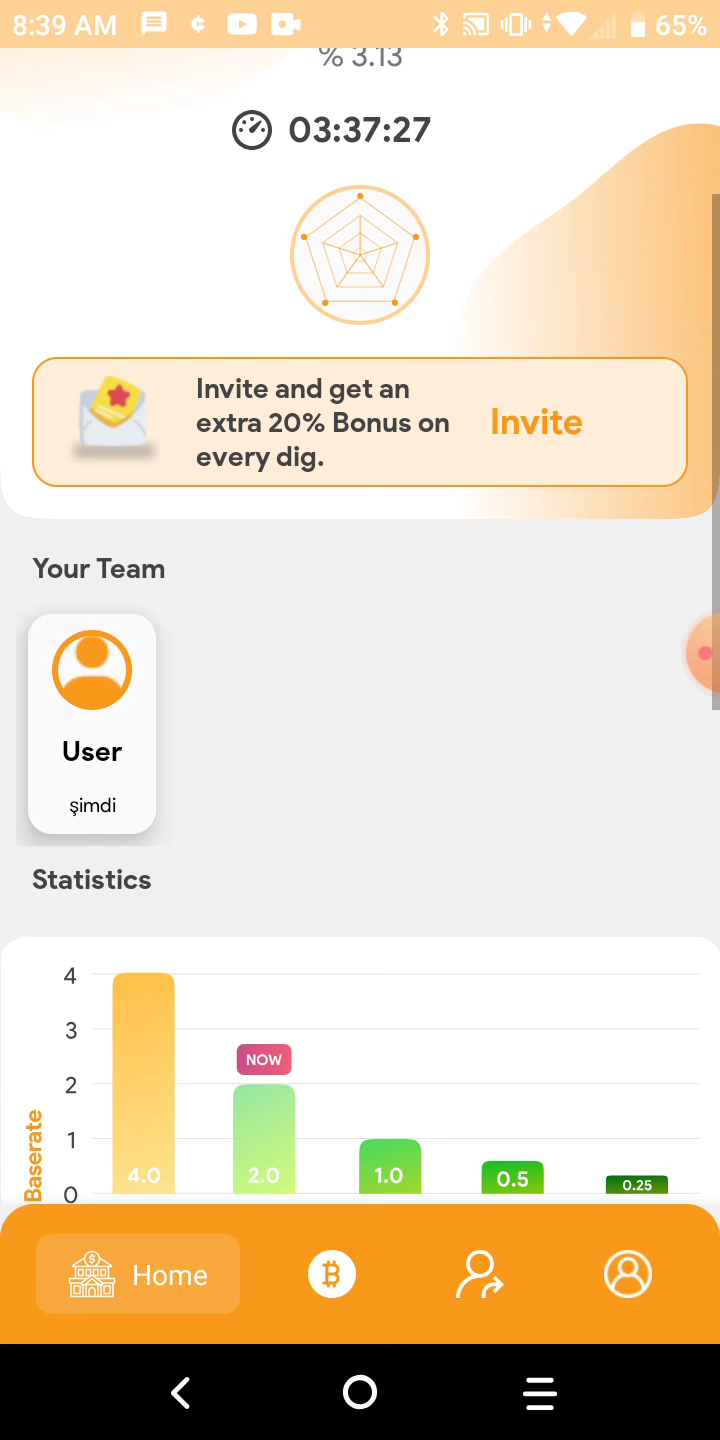 8:39 AM
65%
% 3.13
03:37:27
Invite and get an
extra 20% Bonus on
every dig.
Invite
Your Team
User
şimdi
Statistics
4
3
NOW
2
1
0
Baserate
4.0
2.0
1.0
0.5
0.25
Home